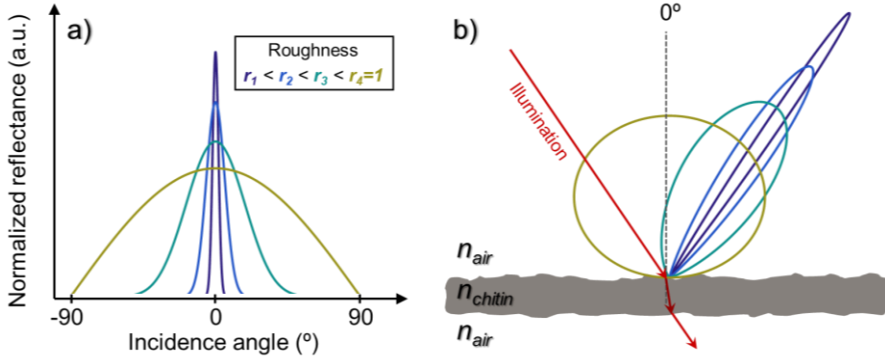 a)
Normalized reflectance (a.u.)
Roughness
r1 < r2 < r3 < r4=1
-90
0
90
Incidence angle (º)
b)
0º
Illumination
nair
nchitin
nair